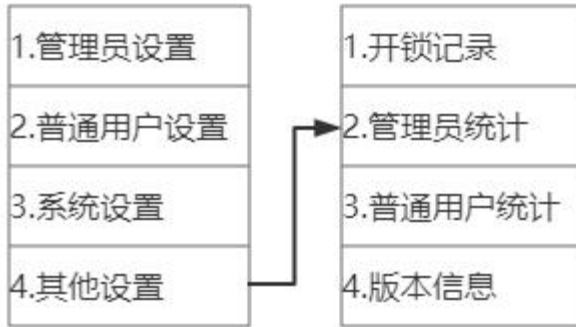 1.管理员设置
2.普通用户设置
3.系统设置
4.其他设置
1.开锁记录
2.管理员统计
3.普通用户统计
4.版本信息